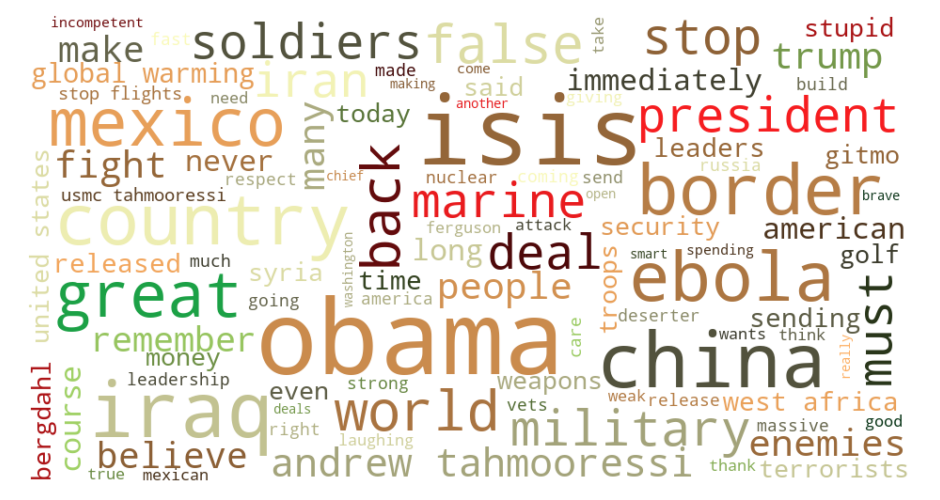 incompetent
make
fast
soldiers
false
take
stop
stupid
trump
global warming
iran
made
come
said
immediately
build
stop flights
need
making
another
giving
mexico
many
today
isis
president
leaders
gitmo
fight
never
back
nuclear
coming
send
russia
united states
respect
chief
usmc tahmooressi
marine
open
border
brave
country
ferguson
attack
security
american
released
much
syria
washington
time
long
deal
smart
spending
golf
great
going
america
people
troops
ebola
must
remember
obama
care
deserter
sending
money
wants
think
really
china
bergdahl
course
leadership
even
strong
weapons
iraq
deals
world
vets
weak
release
west africa
right
military
massive
good
believe
laughing
enemies
true
mexican
andrew tahmooressi
thank
terrorists